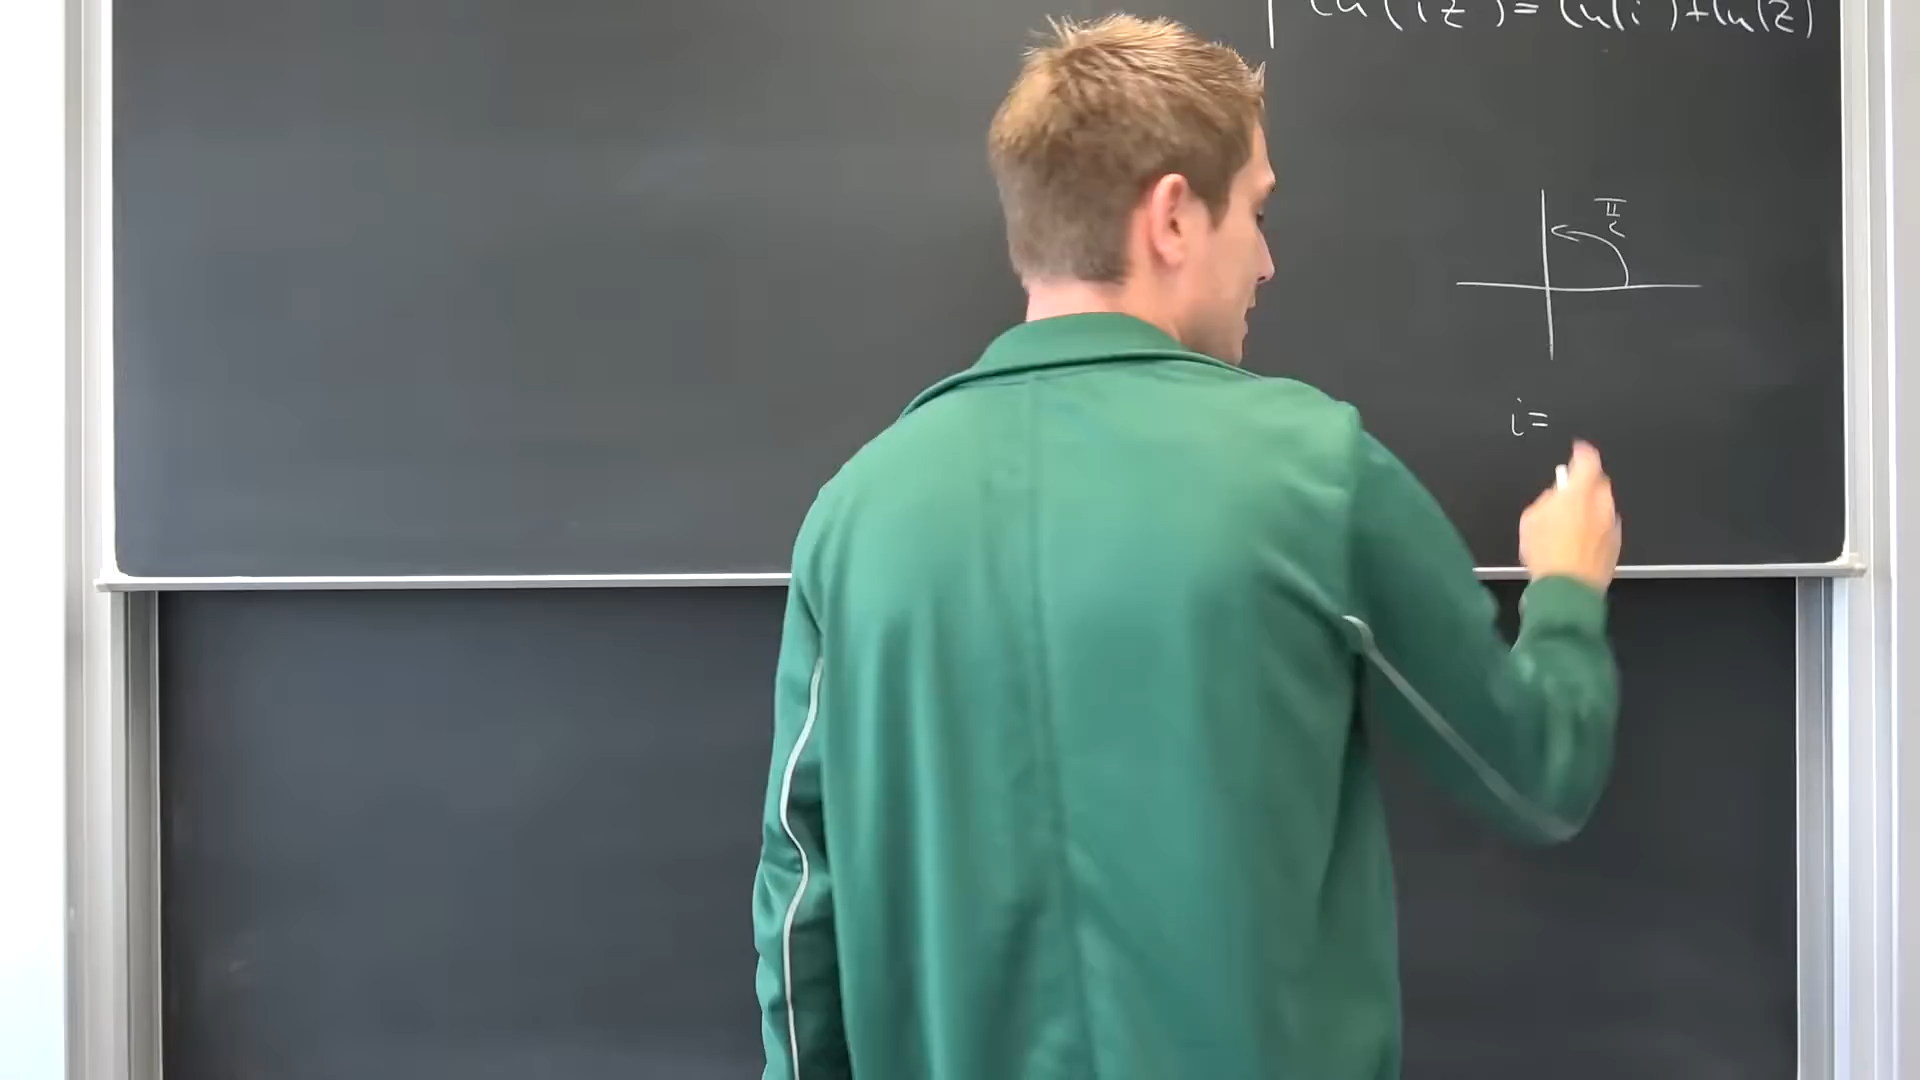 ln(iz) = ln(i) + ln(z)
π/2
i=